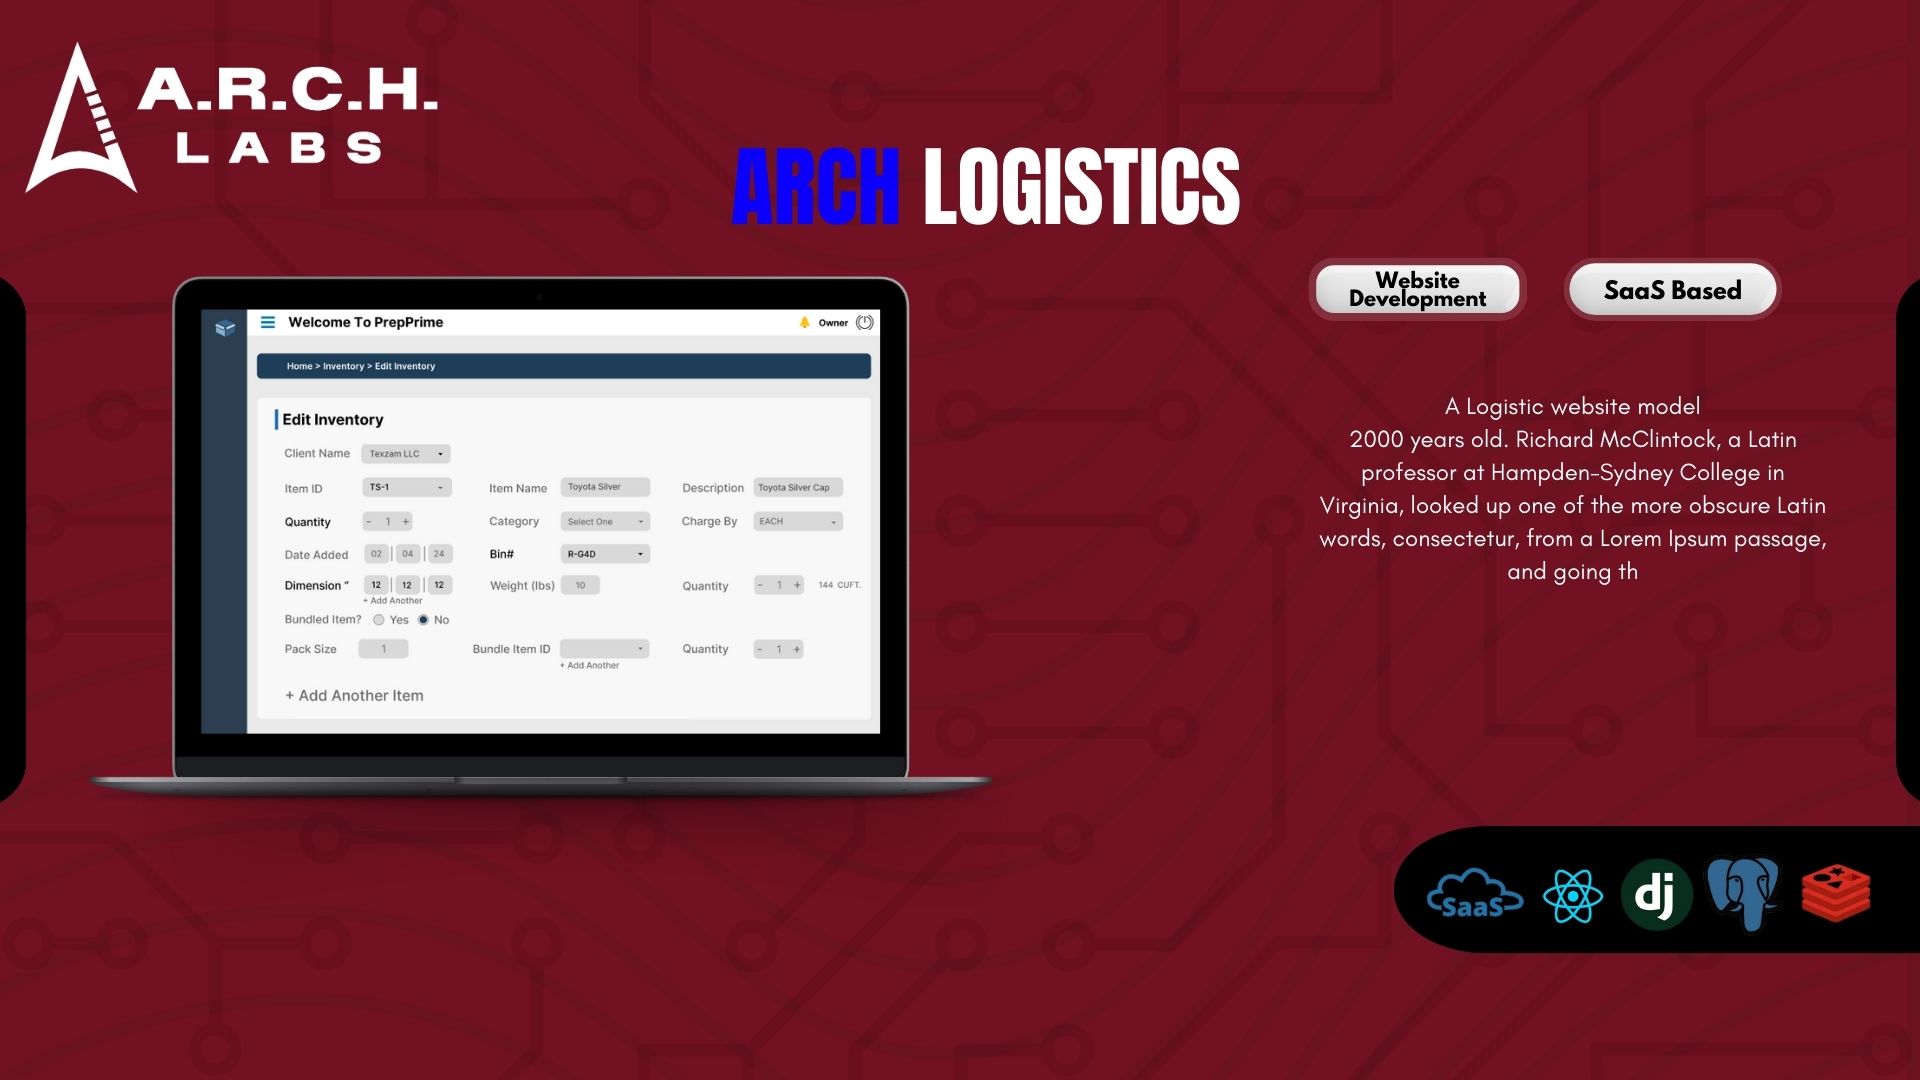 A.R.C.H.
LABS
ARCH LOGISTICS
Website
Development
SaaS Based
Welcome To PrepPrime
Owner
Home > Inventory > Edit Inventory
Edit Inventory
Client Name Texzam LLC
Item ID TS-1 Item Name Toyota Silver Description Toyota Silver Cap
Quantity - 1 + Category Select One Charge By EACH
Date Added 02 | 04 | 24 Bin# R-G4D
Dimension " 12 | 12 | 12 Weight (lbs) 10 Quantity - 1 + 144 CUFT.
+ Add Another
Bundled Item? Yes No
Pack Size 1 Bundle Item ID Quantity - 1 +
+ Add Another
+ Add Another Item
A Logistic website model
2000 years old. Richard McClintock, a Latin
professor at Hampden-Sydney College in
Virginia, looked up one of the more obscure Latin
words, consectetur, from a Lorem Ipsum passage,
and going th
SaaS
dj